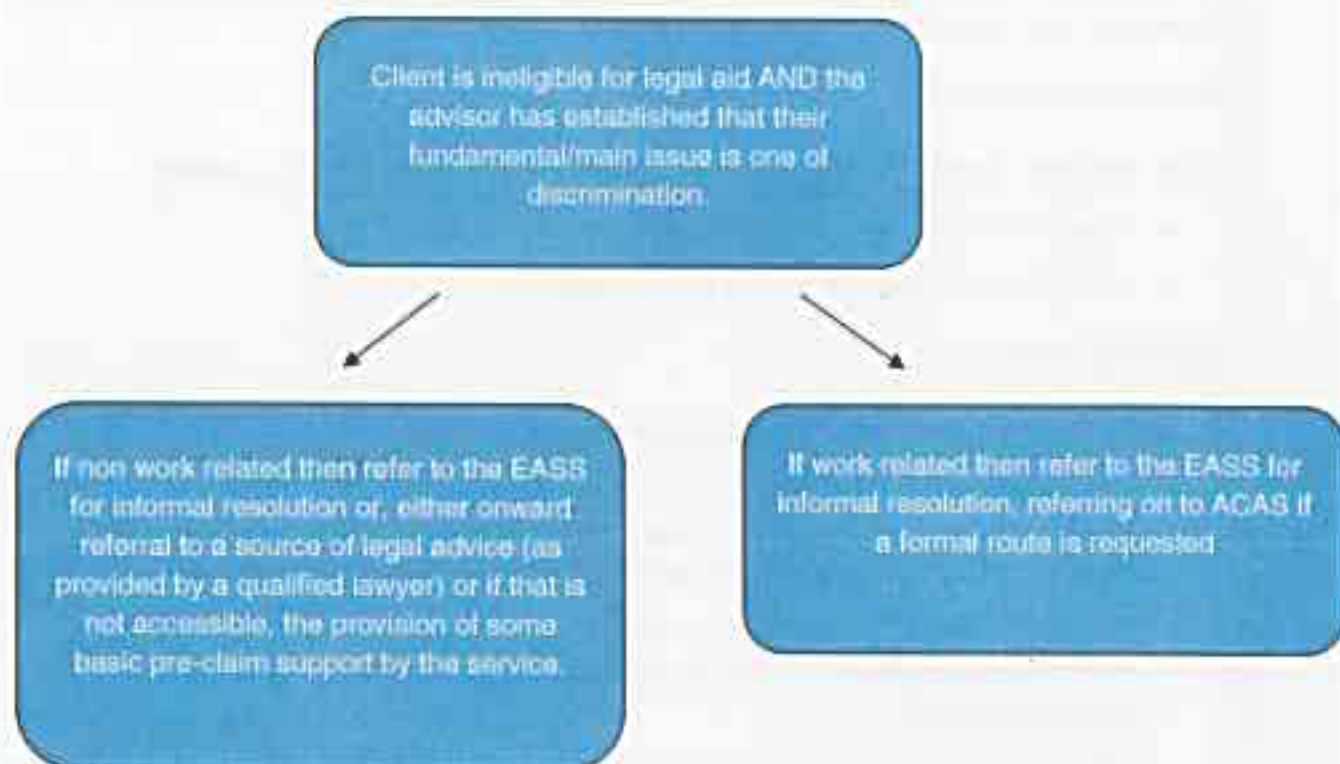 Client is ineligible for legal aid AND the
advisor has established that their
fundamental/main issue is one of
discrimination.
If non work related then refer to the EASS
for informal resolution or, either onward
referral to a source of legal advice (as
provided by a qualified lawyer) or if that is
not accessible, the provision of some
basic pre-claim support by the service.
If work related then refer to the EASS for
informal resolution, referring on to ACAS if
a formal route is requested